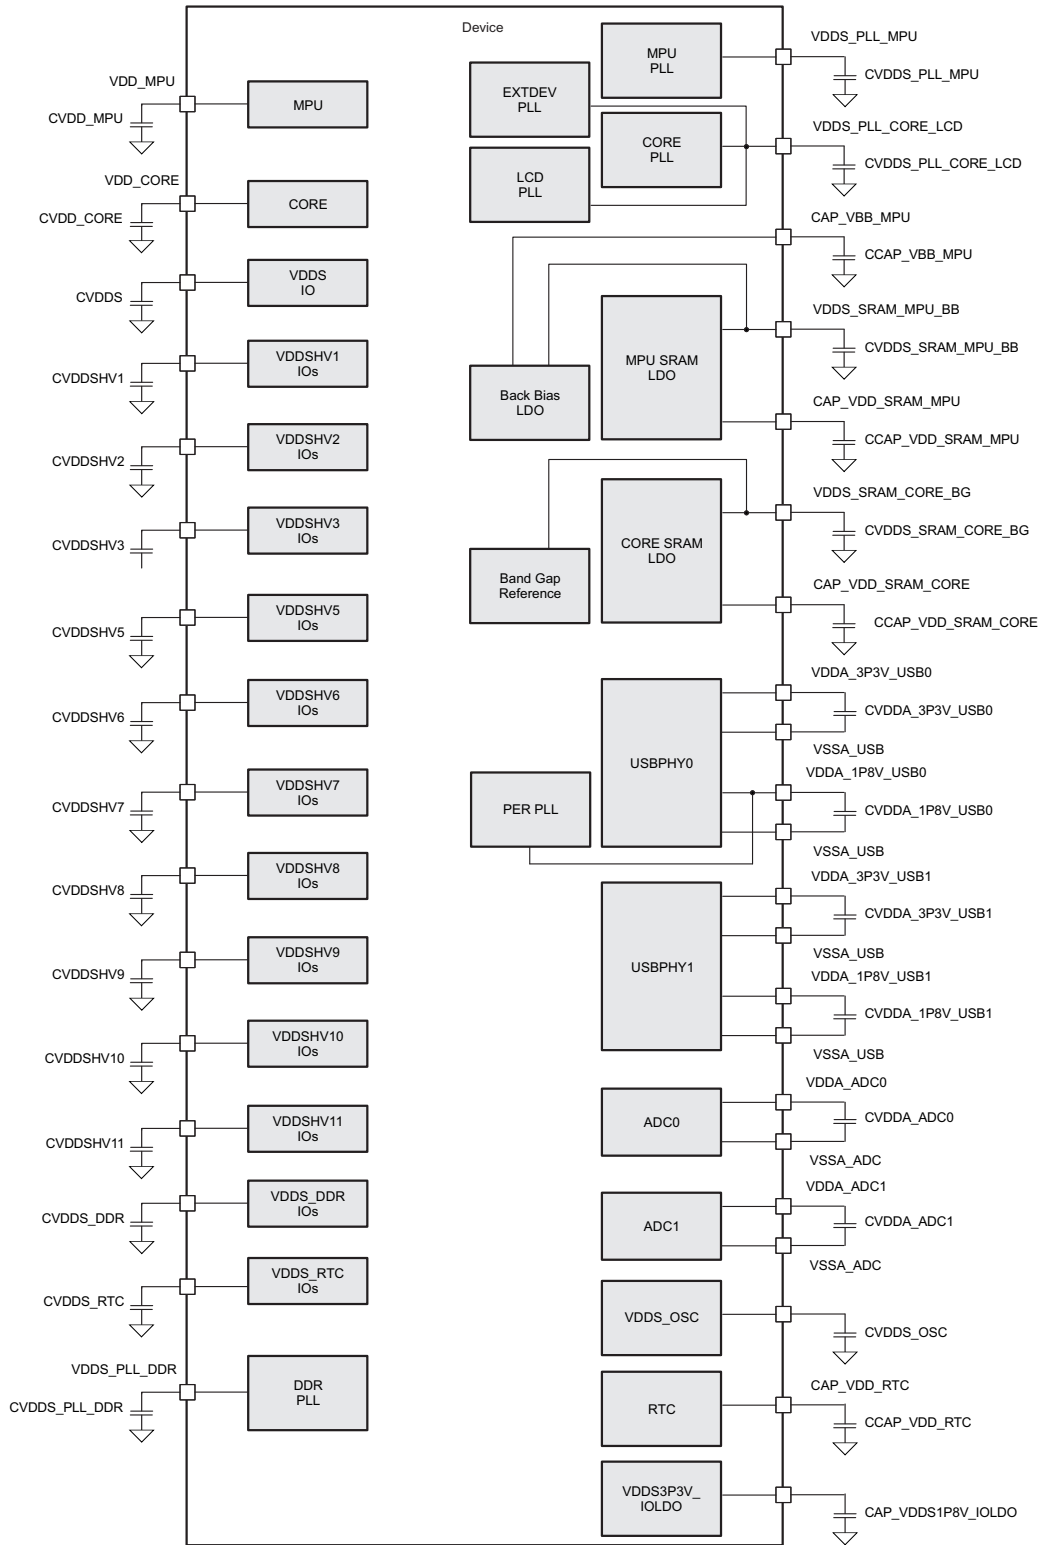 Device
VDD_MPU
CVDD_MPU
MPU
VDD_CORE
CVDD_CORE
CORE
CVDDS
VDDS
IO
CVDDSHV1
VDDSHV1
IOs
CVDDSHV2
VDDSHV2
IOs
CVDDSHV3
VDDSHV3
IOs
CVDDSHV5
VDDSHV5
IOs
CVDDSHV6
VDDSHV6
IOs
CVDDSHV7
VDDSHV7
IOs
CVDDSHV8
VDDSHV8
IOs
CVDDSHV9
VDDSHV9
IOs
CVDDSHV10
VDDSHV10
IOs
CVDDSHV11
VDDSHV11
IOs
CVDDS_DDR
VDDS_DDR
IOs
CVDDS_RTC
VDDS_RTC
IOs
VDDS_PLL_DDR
CVDDS_PLL_DDR
DDR
PLL
MPU
PLL
VDDS_PLL_MPU
CVDDS_PLL_MPU
EXTDEV
PLL
CORE
PLL
LCD
PLL
VDDS_PLL_CORE_LCD
CVDDS_PLL_CORE_LCD
CAP_VBB_MPU
CCAP_VBB_MPU
MPU SRAM
LDO
Back Bias
LDO
VDDS_SRAM_MPU_BB
CVDDS_SRAM_MPU_BB
CAP_VDD_SRAM_MPU
CCAP_VDD_SRAM_MPU
CORE SRAM
LDO
Band Gap
Reference
VDDS_SRAM_CORE_BG
CVDDS_SRAM_CORE_BG
CAP_VDD_SRAM_CORE
CCAP_VDD_SRAM_CORE
USBPHY0
PER PLL
VDDA_3P3V_USB0
CVDDA_3P3V_USB0
VSSA_USB
VDDA_1P8V_USB0
CVDDA_1P8V_USB0
VSSA_USB
USBPHY1
VDDA_3P3V_USB1
CVDDA_3P3V_USB1
VSSA_USB
VDDA_1P8V_USB1
CVDDA_1P8V_USB1
VSSA_USB
ADC0
VDDA_ADC0
CVDDA_ADC0
VSSA_ADC
ADC1
VDDA_ADC1
CVDDA_ADC1
VSSA_ADC
VDDS_OSC
CVDDS_OSC
RTC
CAP_VDD_RTC
CCAP_VDD_RTC
VDDS3P3V_
IOLDO
CAP_VDDS1P8V_IOLDO